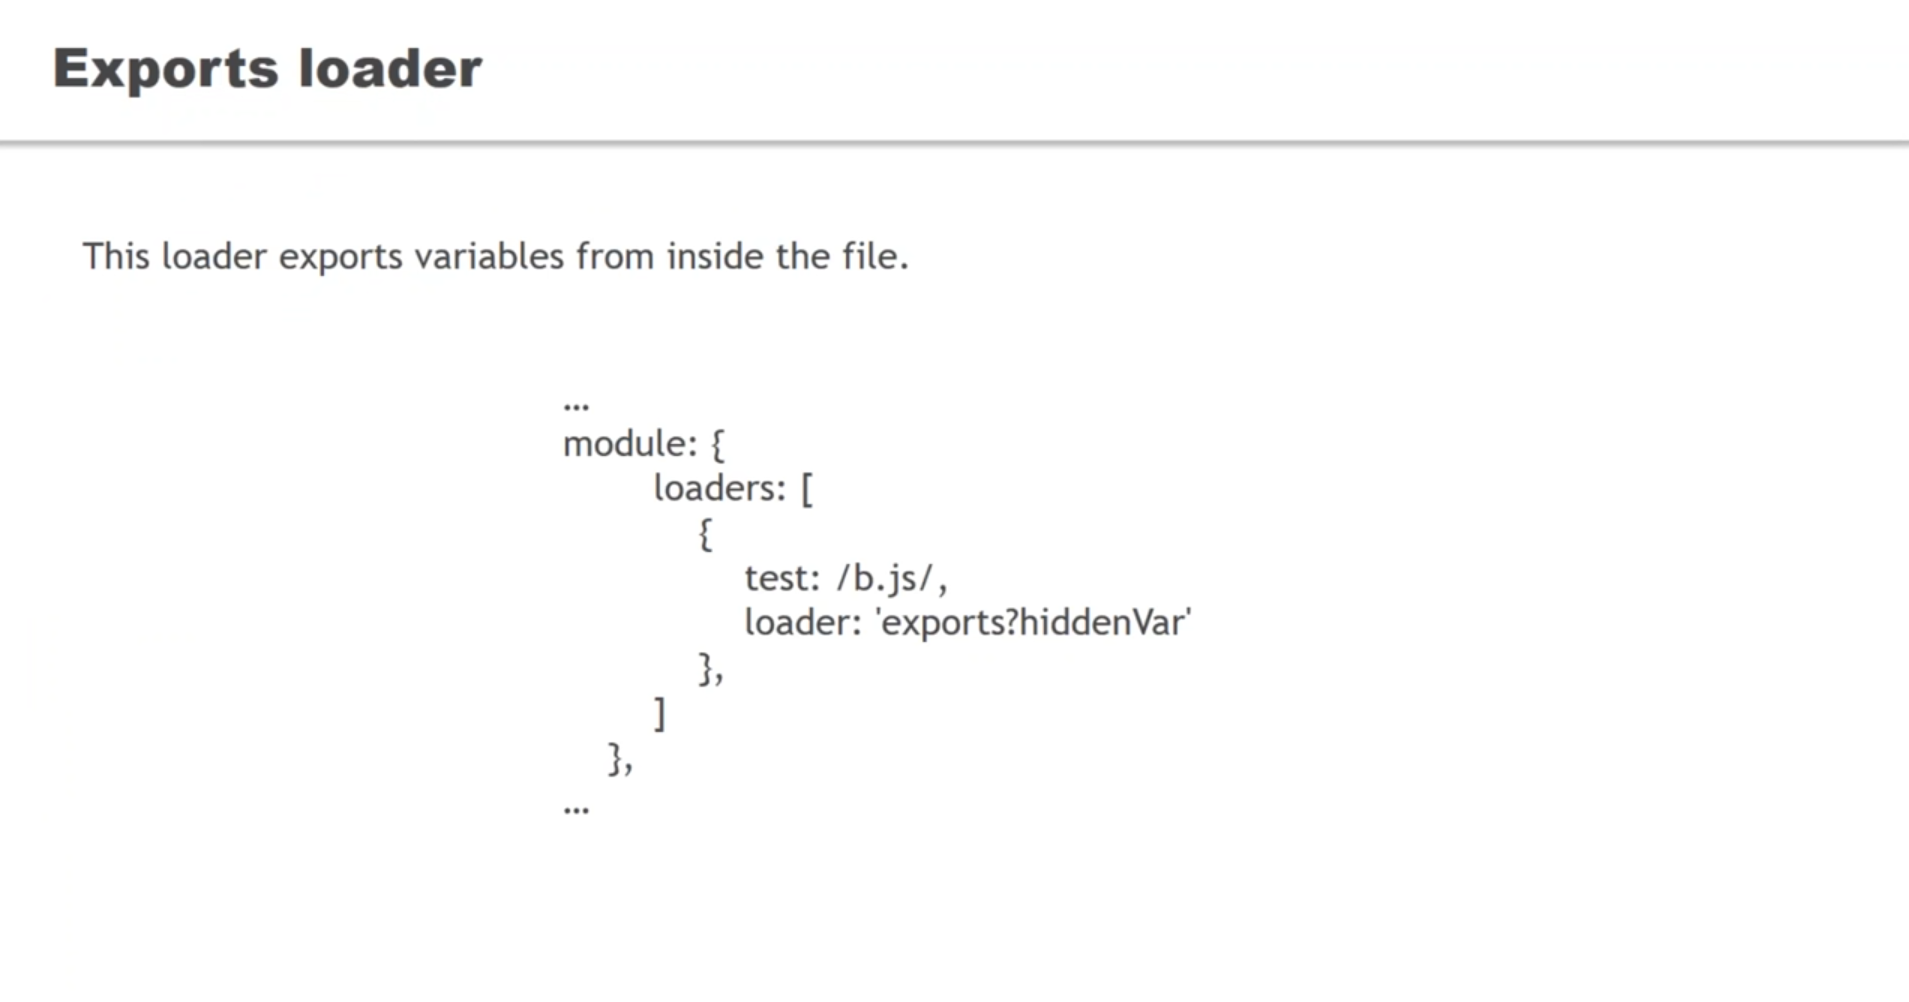 Exports loader
This loader exports variables from inside the file.
...
module: {
loaders: [
{
test: /b.js/,
loader: 'exports?hiddenVar'
},
]
},
...